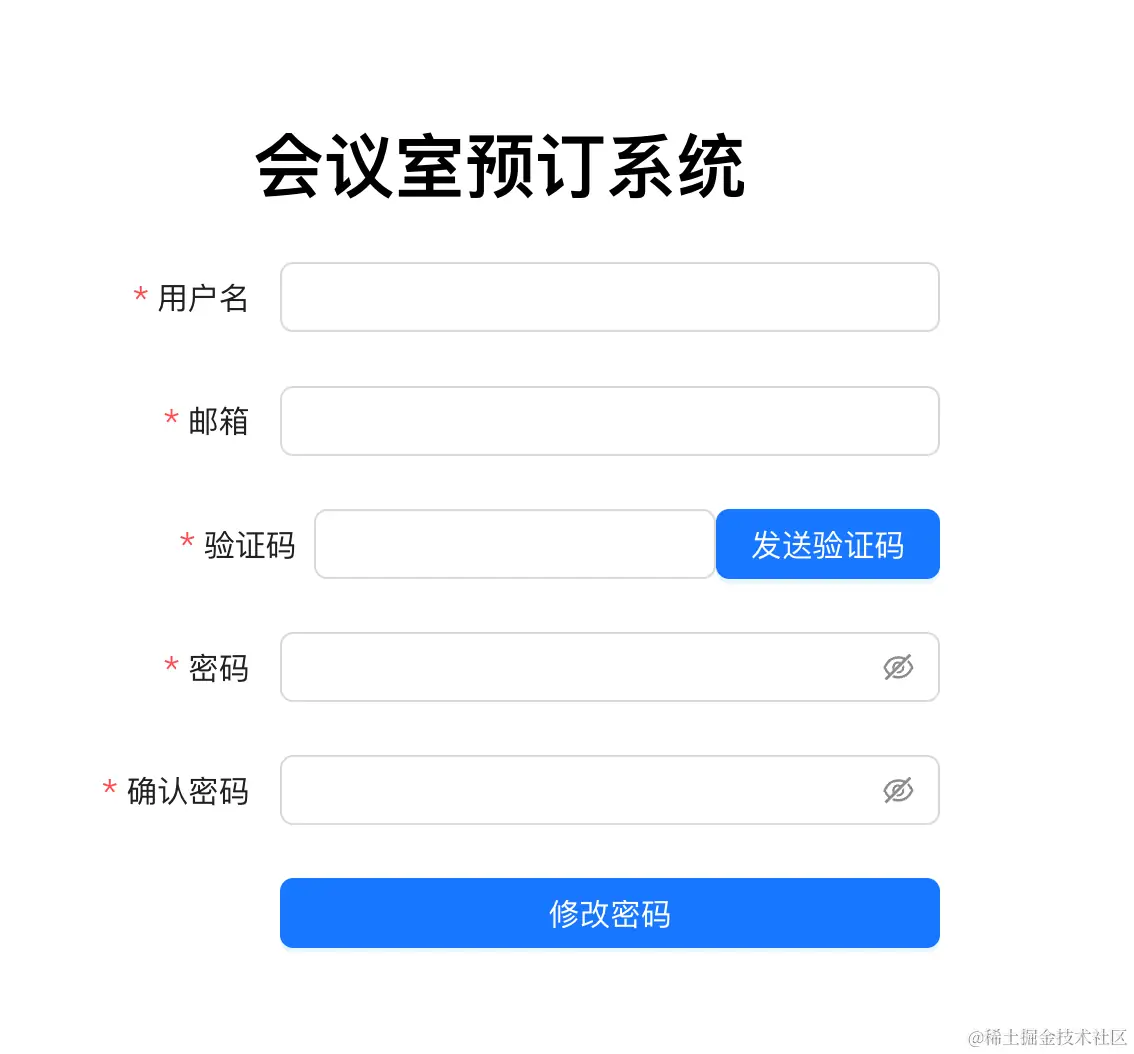 会议室预订系统
* 用户名
* 邮箱
* 验证码 发送验证码
* 密码
* 确认密码
修改密码
@稀土掘金技术社区